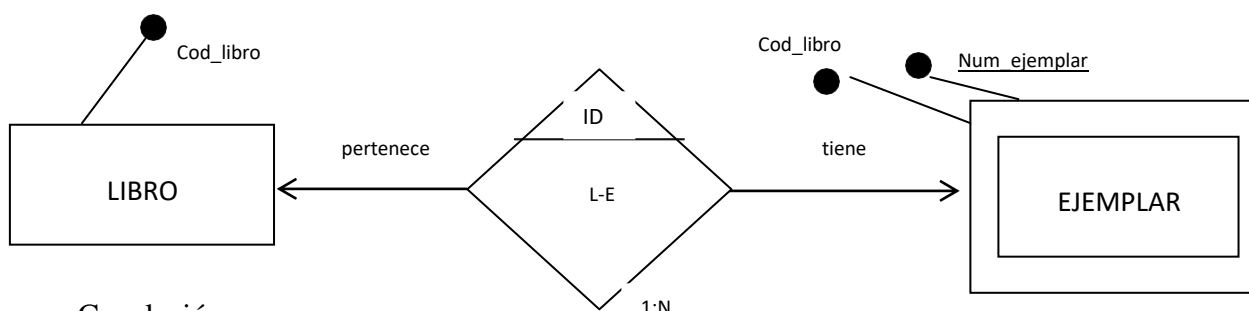 Cod_libro
Cod_libro
Num_ejemplar
ID
pertenece
tiene
LIBRO
L-E
EJEMPLAR
1:N